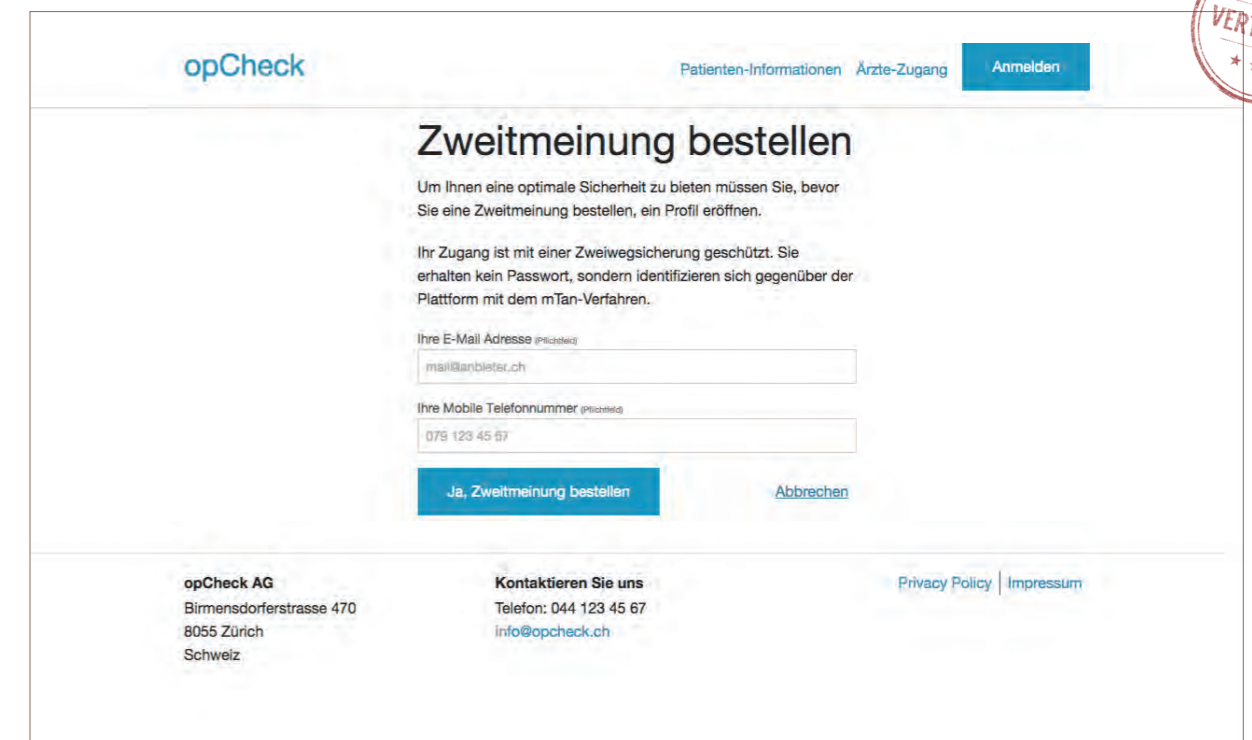 opCheck
Patienten-Informationen Ärzte-Zugang Anmelden
Zweitmeinung bestellen
Um Ihnen eine optimale Sicherheit zu bieten müssen Sie, bevor
Sie eine Zweitmeinung bestellen, ein Profil eröffnen.
Ihr Zugang ist mit einer Zweiwegsicherung geschützt. Sie
erhalten kein Passwort, sondern identifizieren sich gegenüber der
Plattform mit dem mTan-Verfahren.
Ihre E-Mail Adresse (Pflichtfeld)
mail@anbieter.ch
Ihre Mobile Telefonnummer (Pflichtfeld)
079 123 45 67
Ja, Zweitmeinung bestellen Abbrechen
opCheck AG
Birmensdorferstrasse 470
8055 Zürich
Schweiz
Kontaktieren Sie uns
Telefon: 044 123 45 67
info@opcheck.ch
Privacy Policy | Impressum